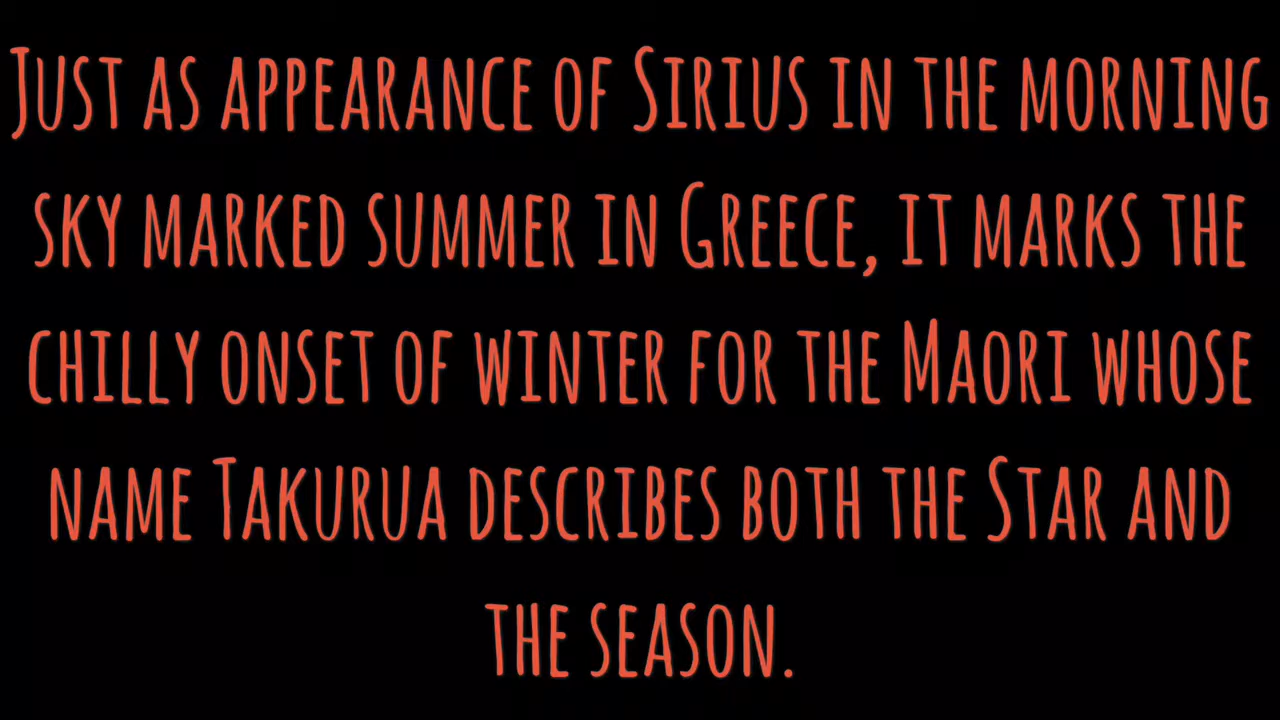 Just as appearance of Sirius in the morning
sky marked summer in Greece, it marks the
chilly onset of winter for the Maori whose
name Takurua describes both the Star and
the season.